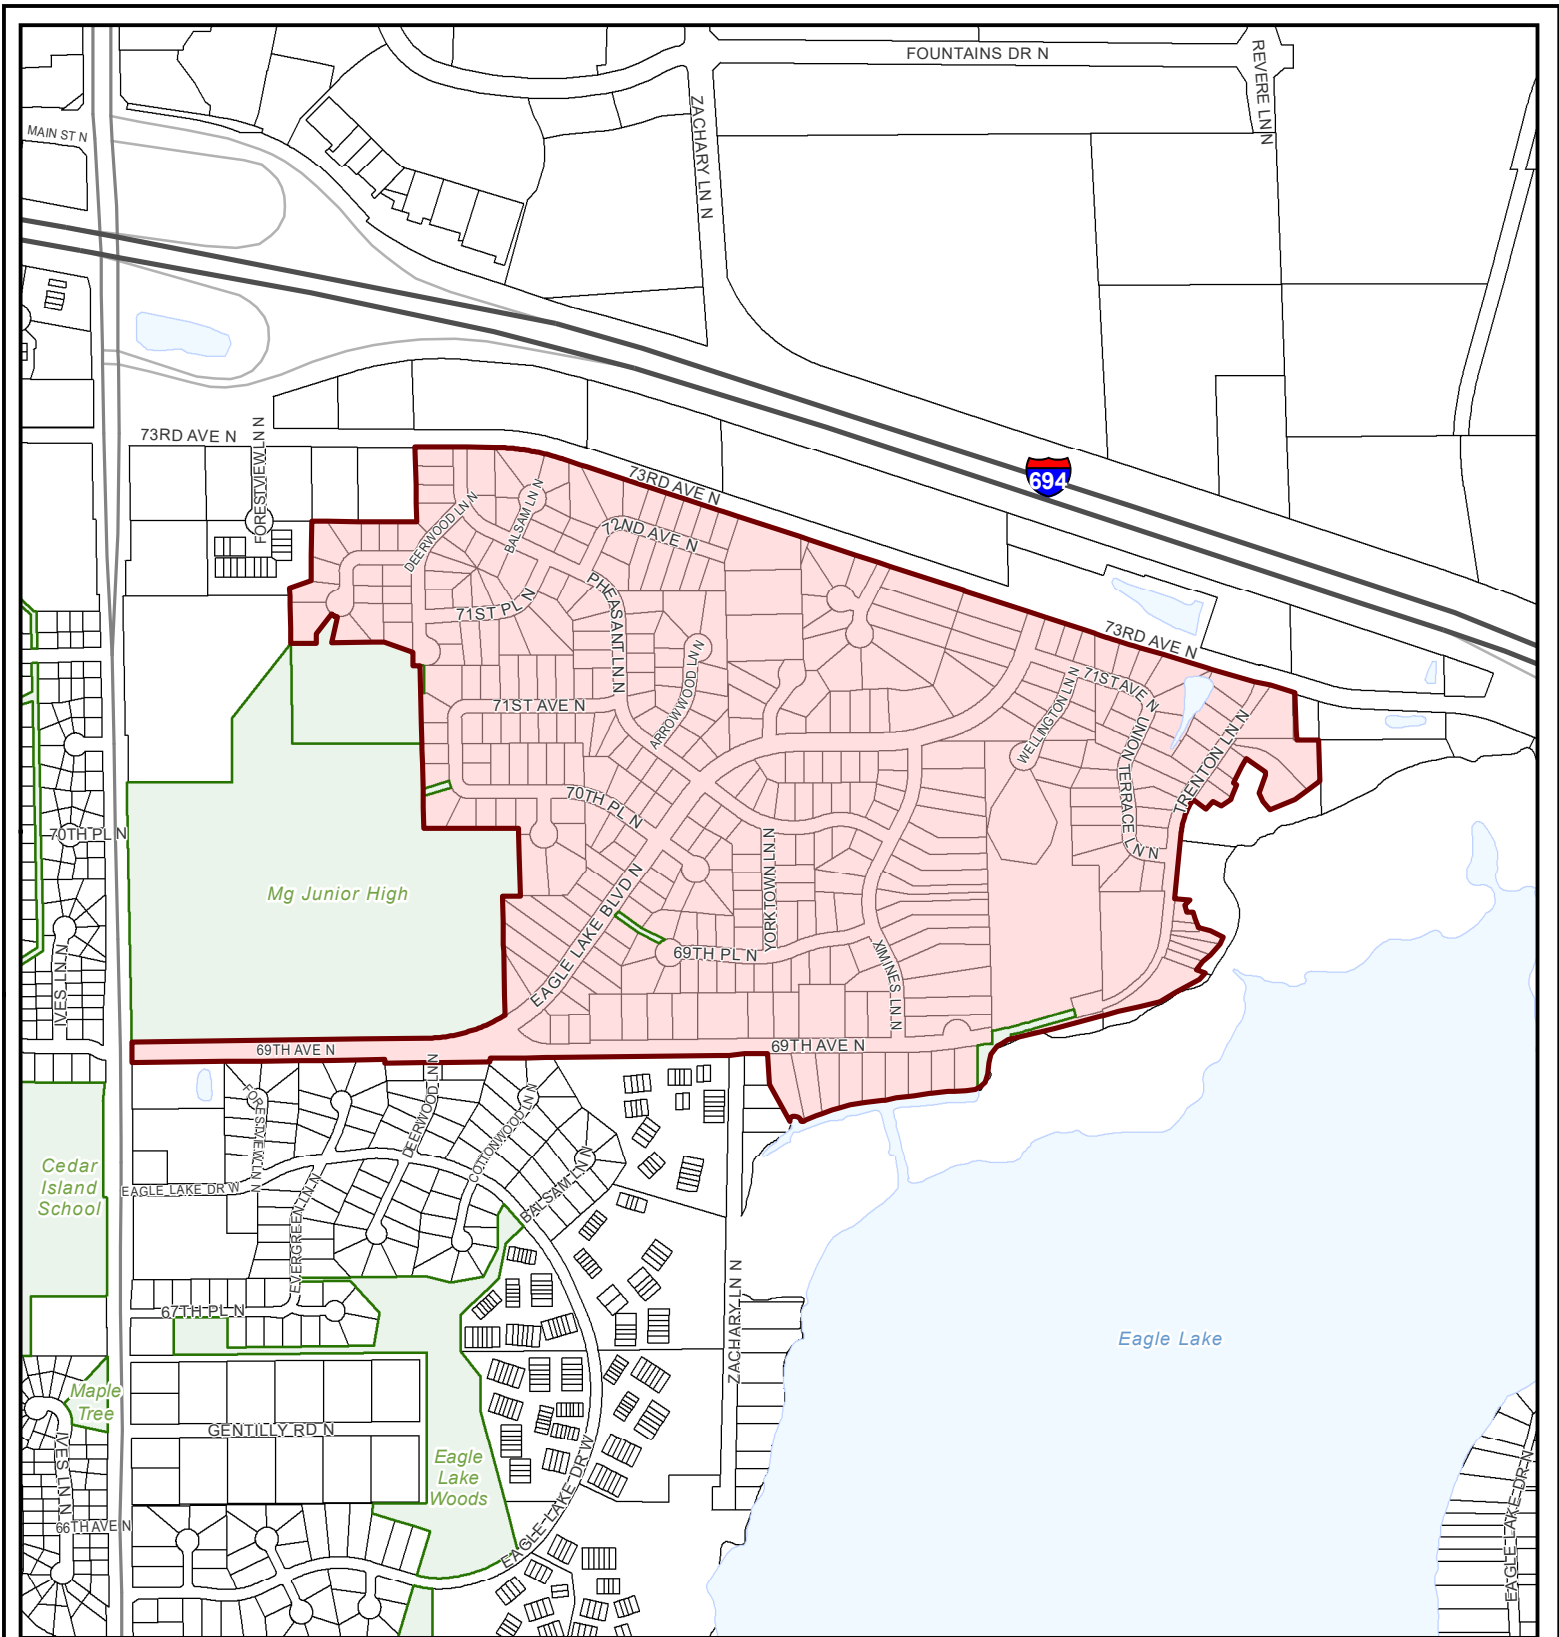 FOUNTAINS DR N
REVERE LN N
ZACHARY LN N
MAIN ST N
73RD AVE N
FORESTVIEW LN N
694
73RD AVE N
DEERWOOD LN N
BALSAM LN N
72ND AVE N
PHEASANT LN N
71ST PL N
73RD AVE N
ARROWWOOD LN N
71ST AVE N
WELLINGTON LN N
71ST AVE N
UNION TERRACE LN N
TRENTON LN N
70TH PL N
70TH PL N
Mg Junior High
EAGLE LAKE BLVD N
YORKTOWN LN N
69TH PL N
XIMINES LN N
IVES LN N
69TH AVE N
69TH AVE N
FORESTVIEW LN N
DEERWOOD LN N
COTTONWOOD LN N
BALSAM LN N
Cedar
Island
School
EAGLE LAKE DR W
EVERGREEN LN N
67TH PL N
ZACHARY LN N
Eagle Lake
Maple
Tree
GENTILLY RD N
IVES LN N
Eagle
Lake
Woods
EAGLE LAKE DR W
66TH AVE N
EAGLE LAKE DR N